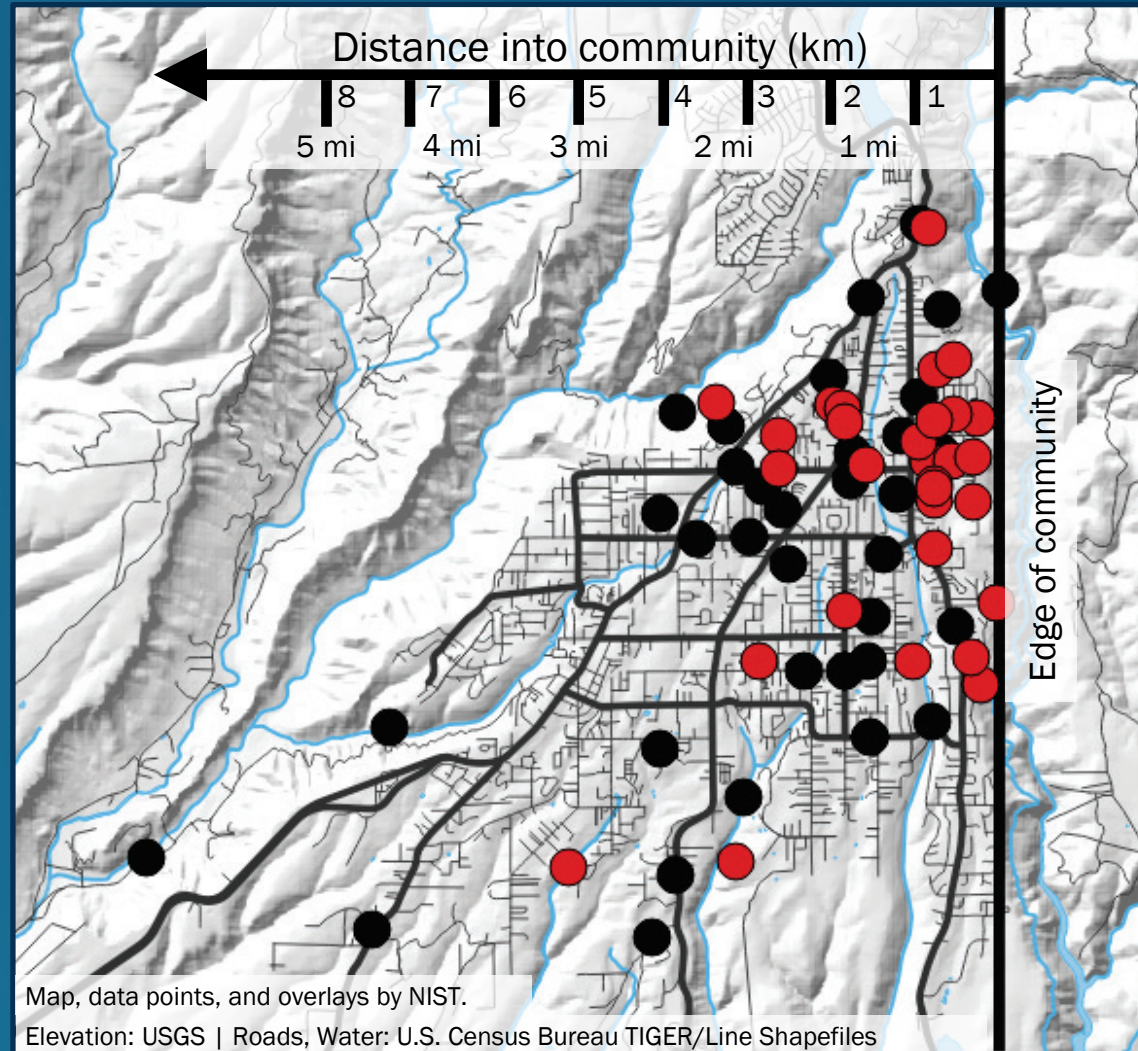 Distance into community (km)
8 7 6 5 4 3 2 1
5 mi 4 mi 3 mi 2 mi 1 mi
Edge of community
Map, data points, and overlays by NIST.
Elevation: USGS | Roads, Water: U.S. Census Bureau TIGER/Line Shapefiles